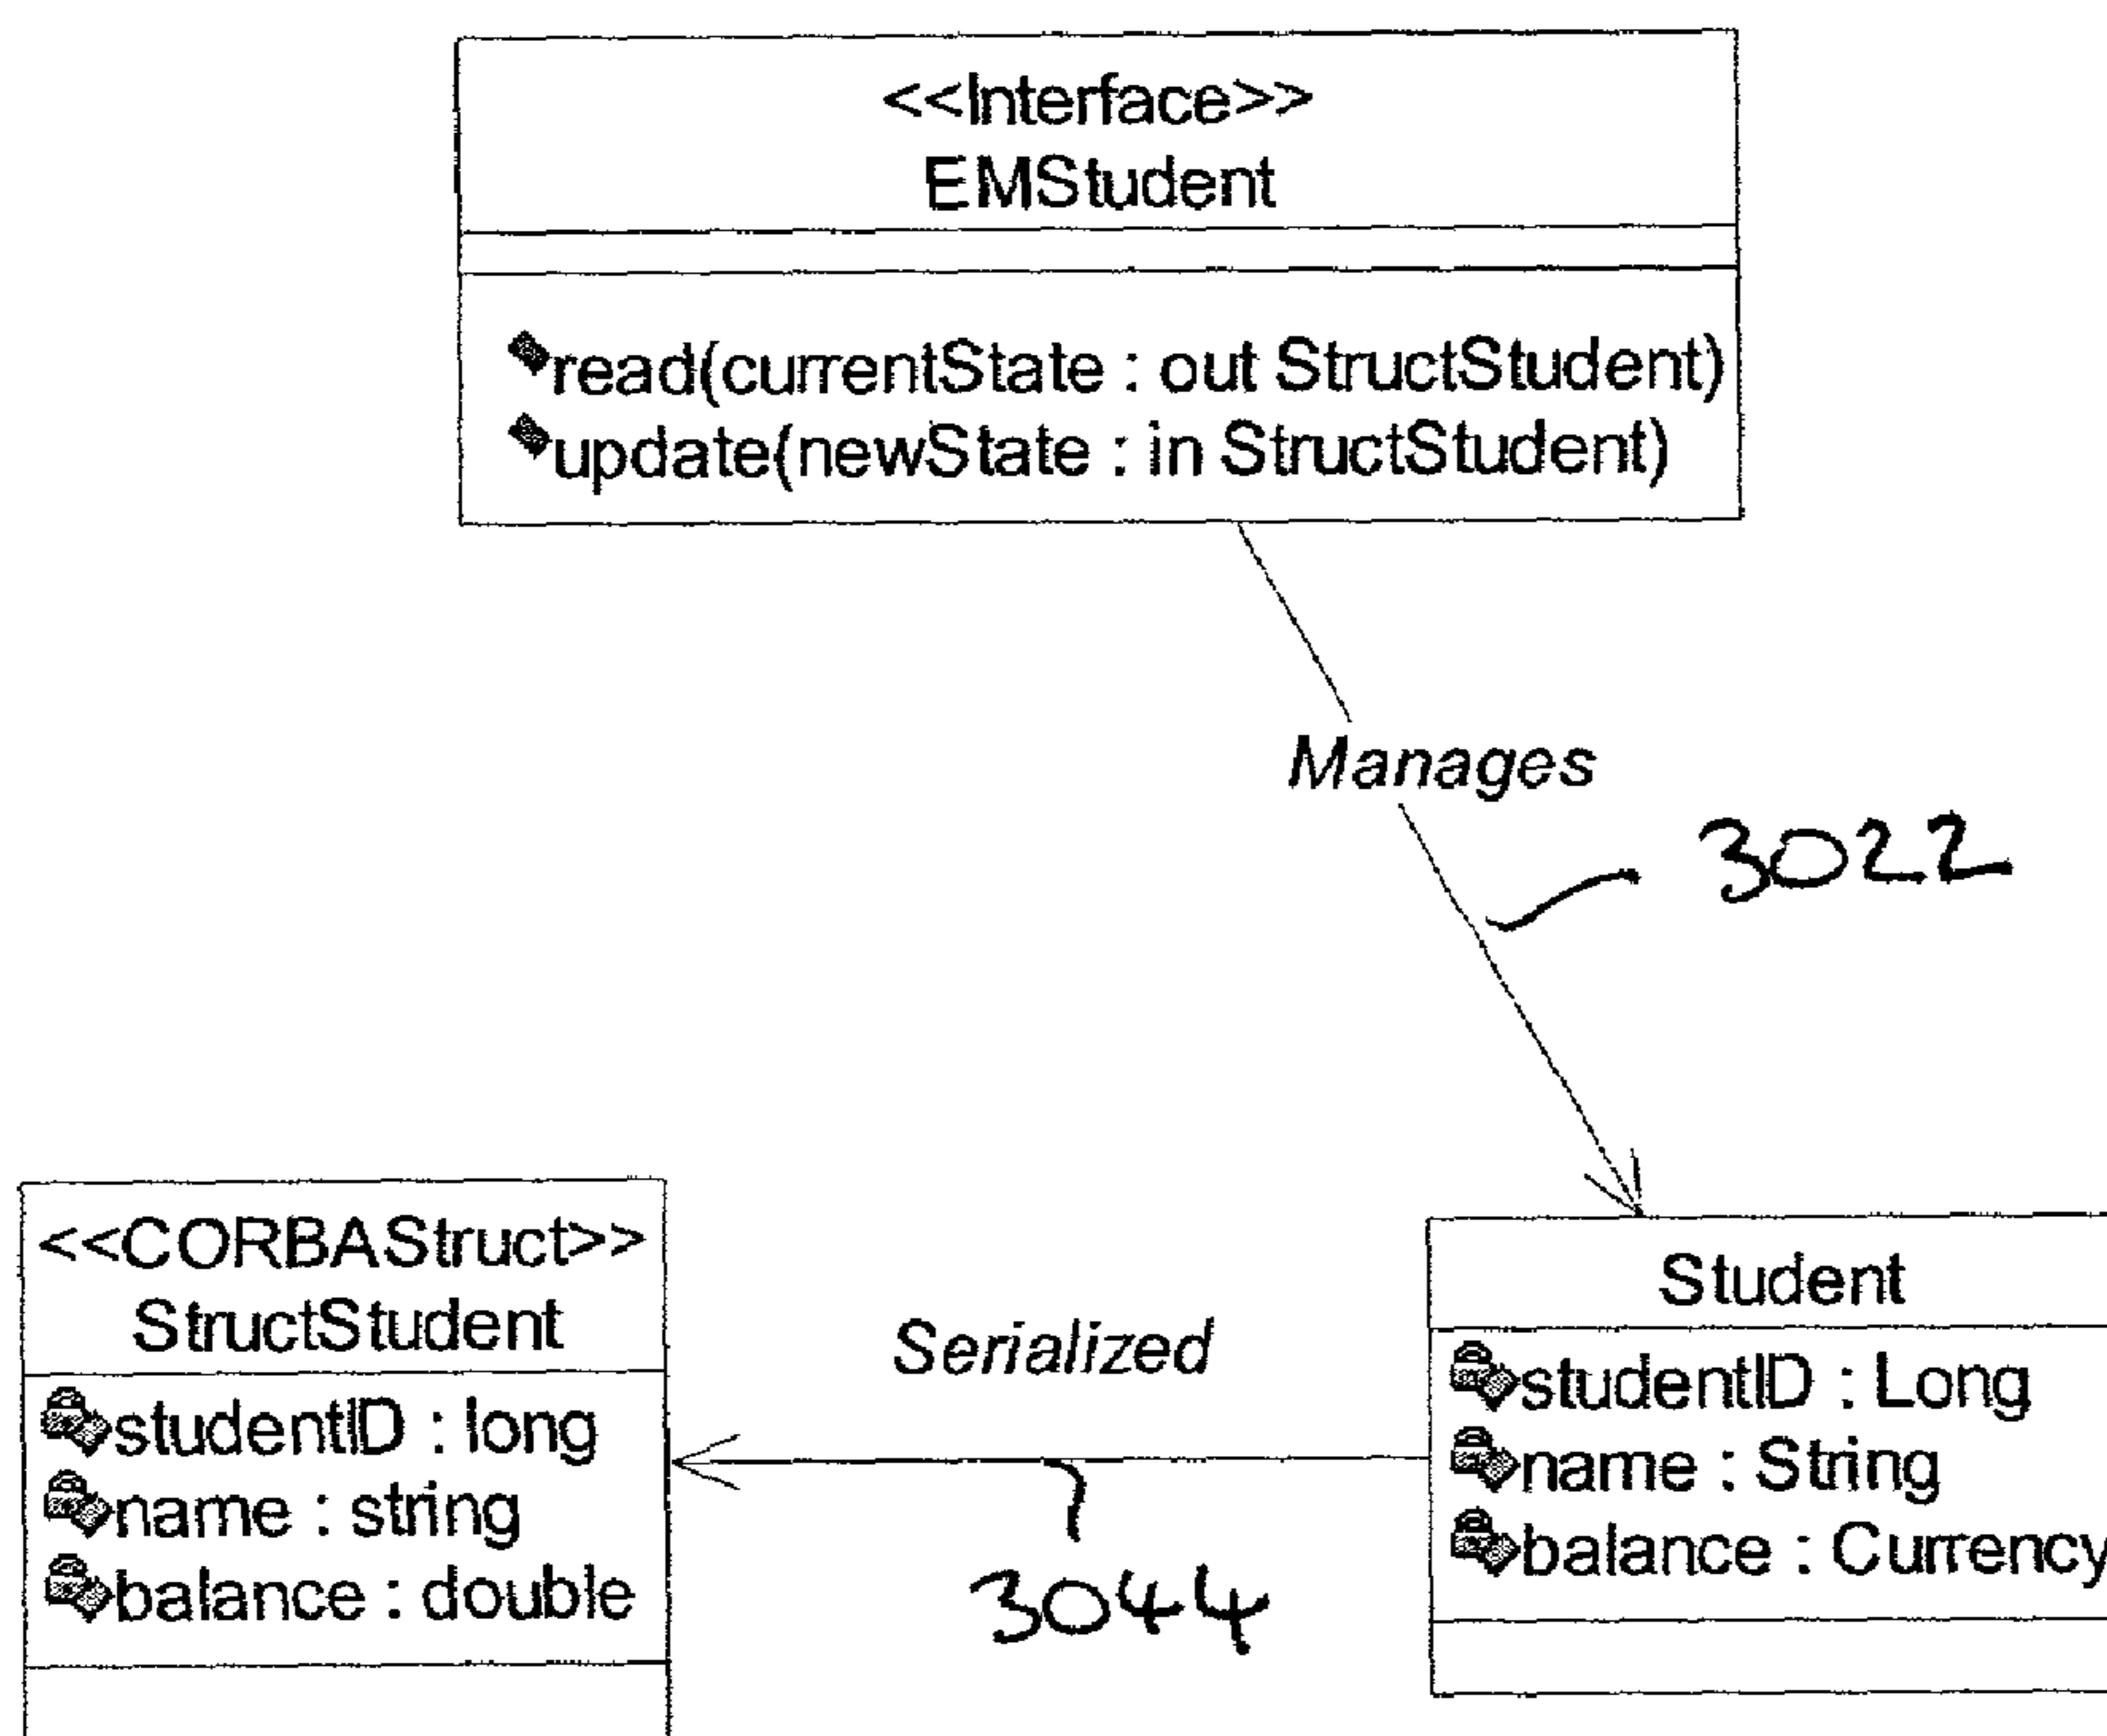 <<Interface>>
EMStudent
read(currentState : out StructStudent)
update(newState : in StructStudent)
Manages
3022
<<CORBAStruct>>
StructStudent
studentID : long
name : string
balance : double
Serialized
3044
Student
studentID : Long
name : String
balance : Currency